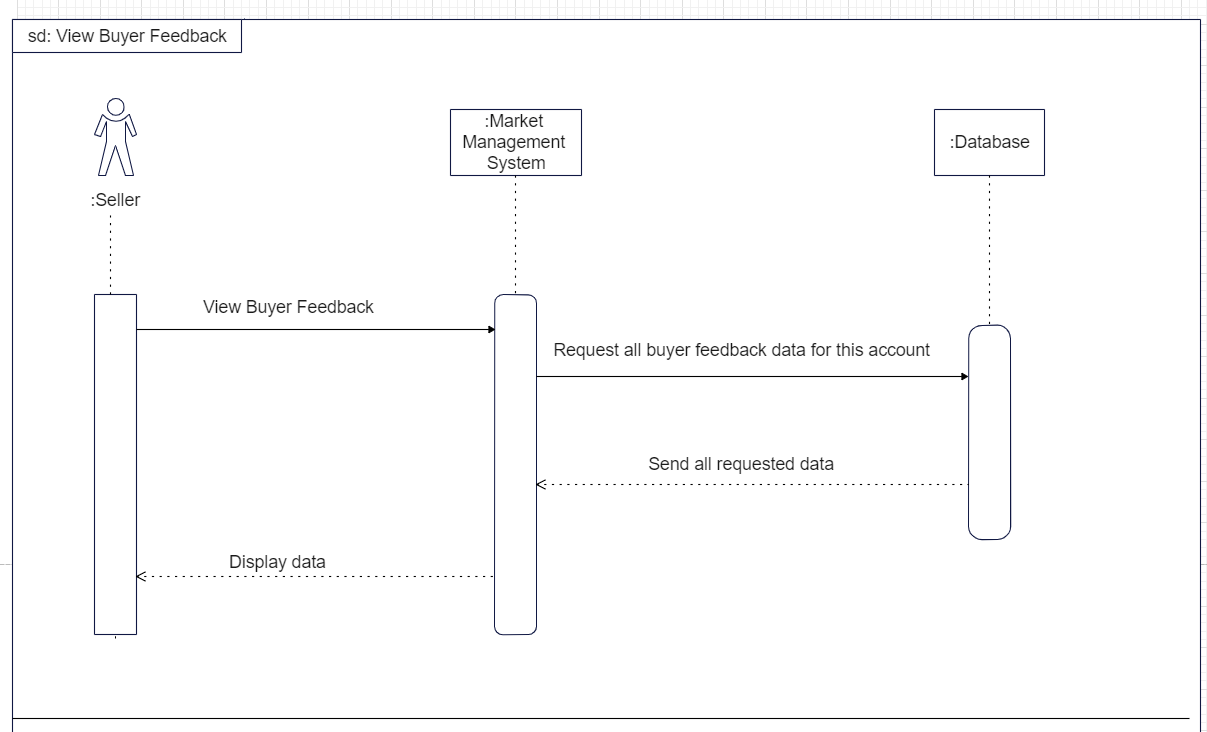 sd: View Buyer Feedback
:Market
Management
System
:Database
:Seller
View Buyer Feedback
Request all buyer feedback data for this account
Send all requested data
Display data